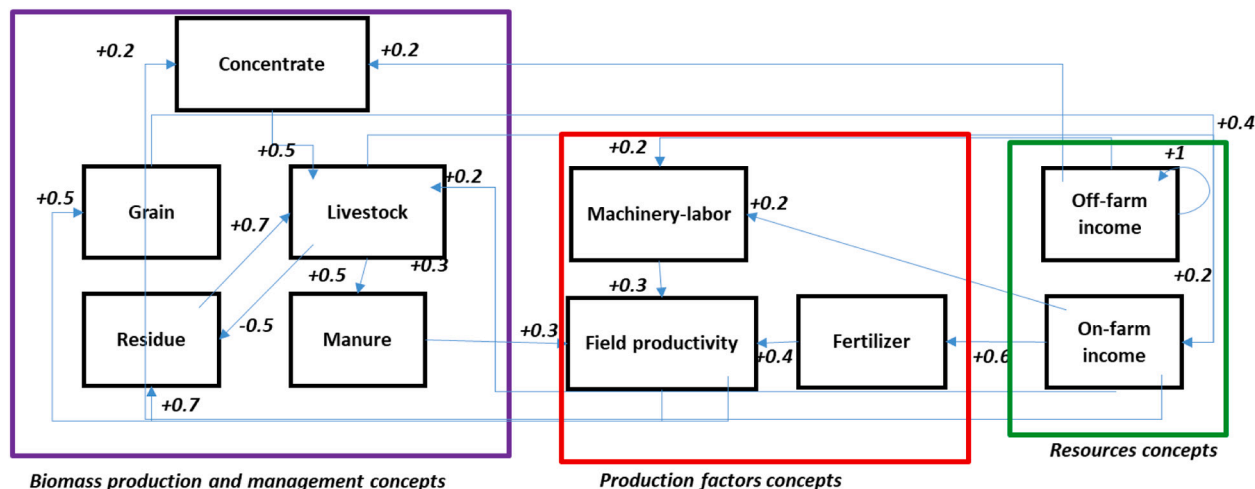 +0.2
Concentrate
+0.2
+0.4
+0.5
+0.2
+1
+0.5
Grain
Livestock
+0.2
Machinery-labor
+0.2
Off-farm
income
+0.7
+0.5
+0.3
+0.3
+0.2
Residue
-0.5
Manure
+0.3
Field productivity
+0.4
Fertilizer
+0.6
On-farm
income
+0.7
Resources concepts
Biomass production and management concepts
Production factors concepts